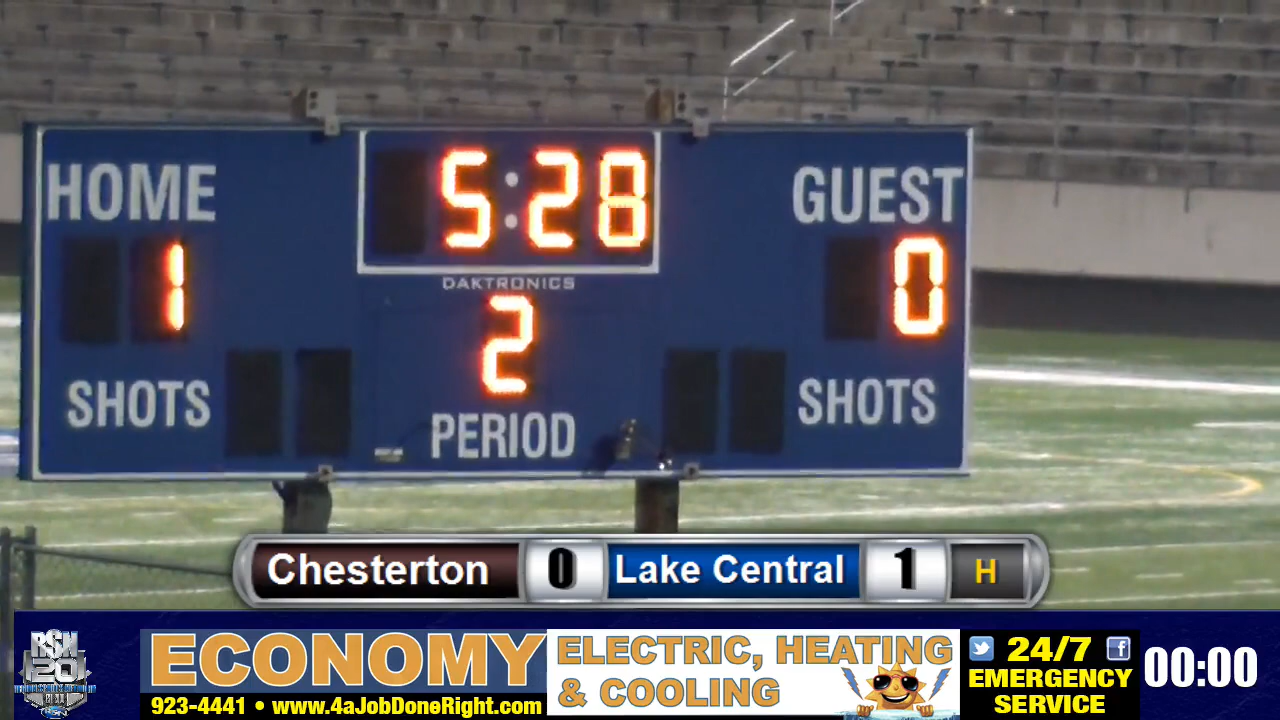 HOME
5:28
GUEST
1
DAKTRONICS
0
2
SHOTS
PERIOD
SHOTS
Chesterton 0 Lake Central 1 H
RSN
20
ECONOMY
ELECTRIC, HEATING
& COOLING
923-4441 • www.4aJobDoneRight.com
24/7
EMERGENCY
SERVICE
00:00